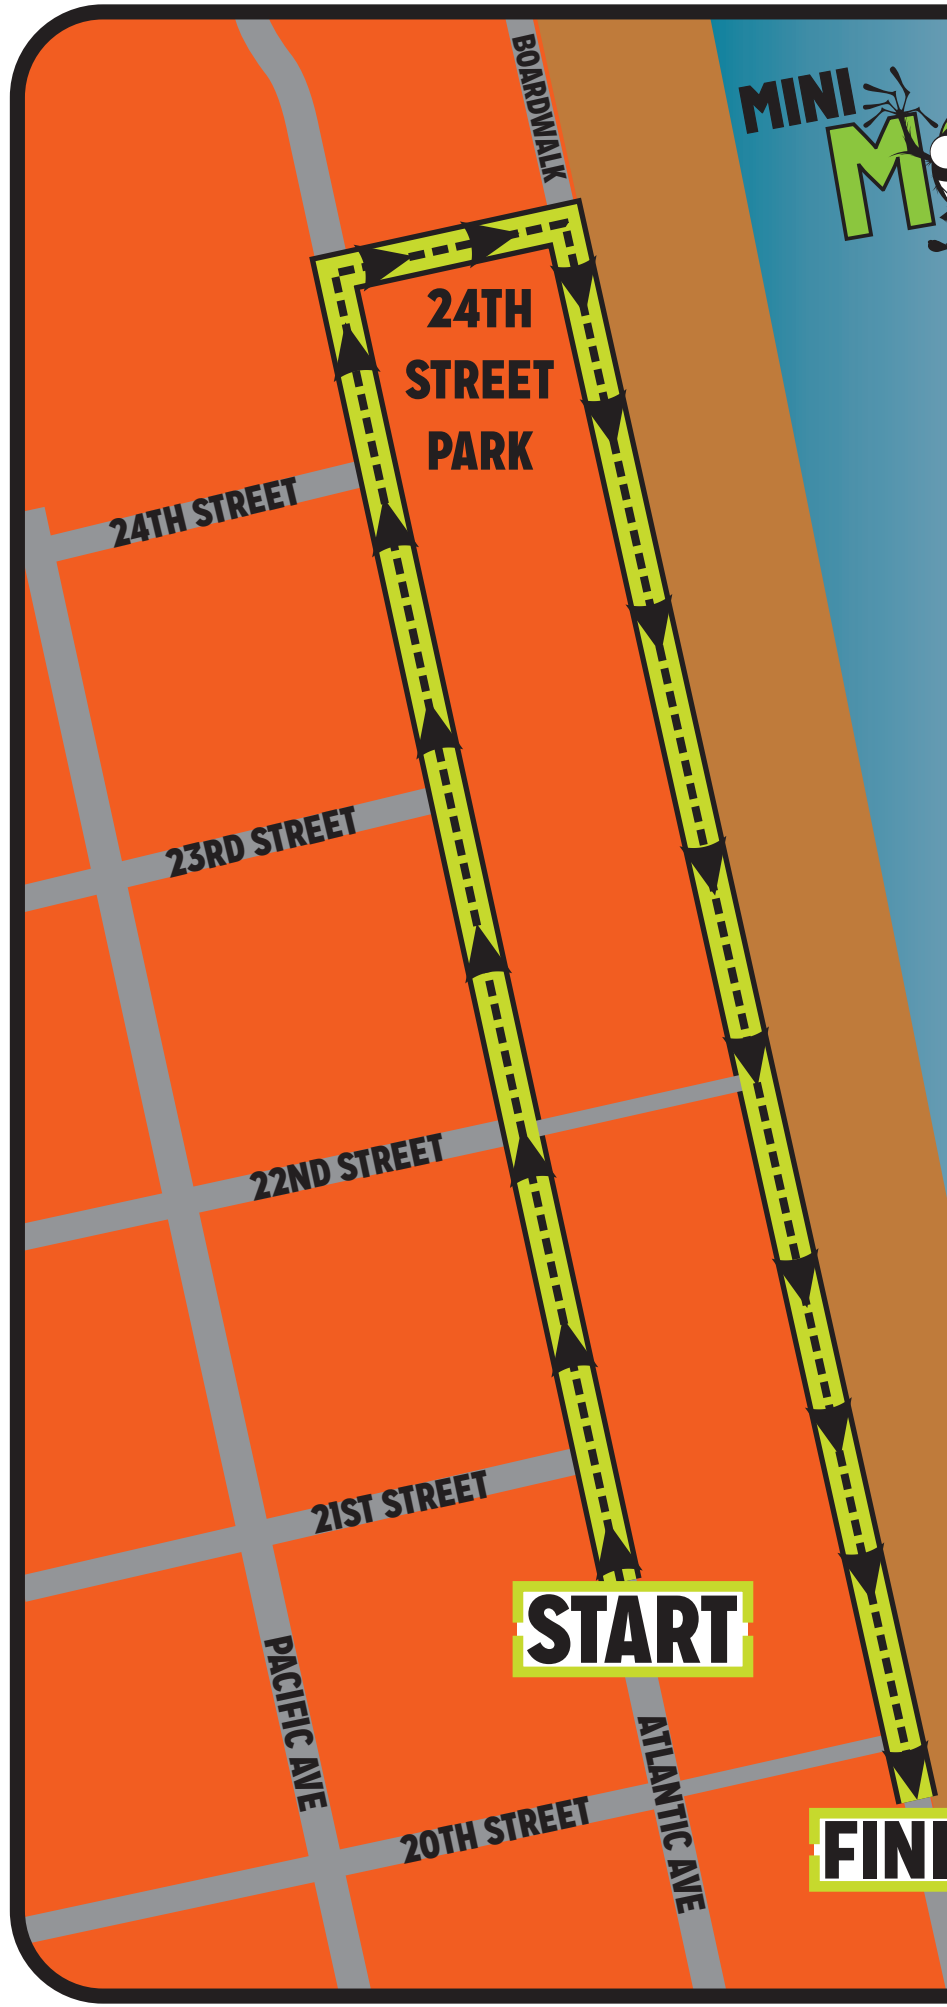 BOARDWALK
MINI
M
24TH
STREET
PARK
24TH STREET
23RD STREET
22ND STREET
21ST STREET
START
PACIFIC AVE
ATLANTIC AVE
20TH STREET
FINI